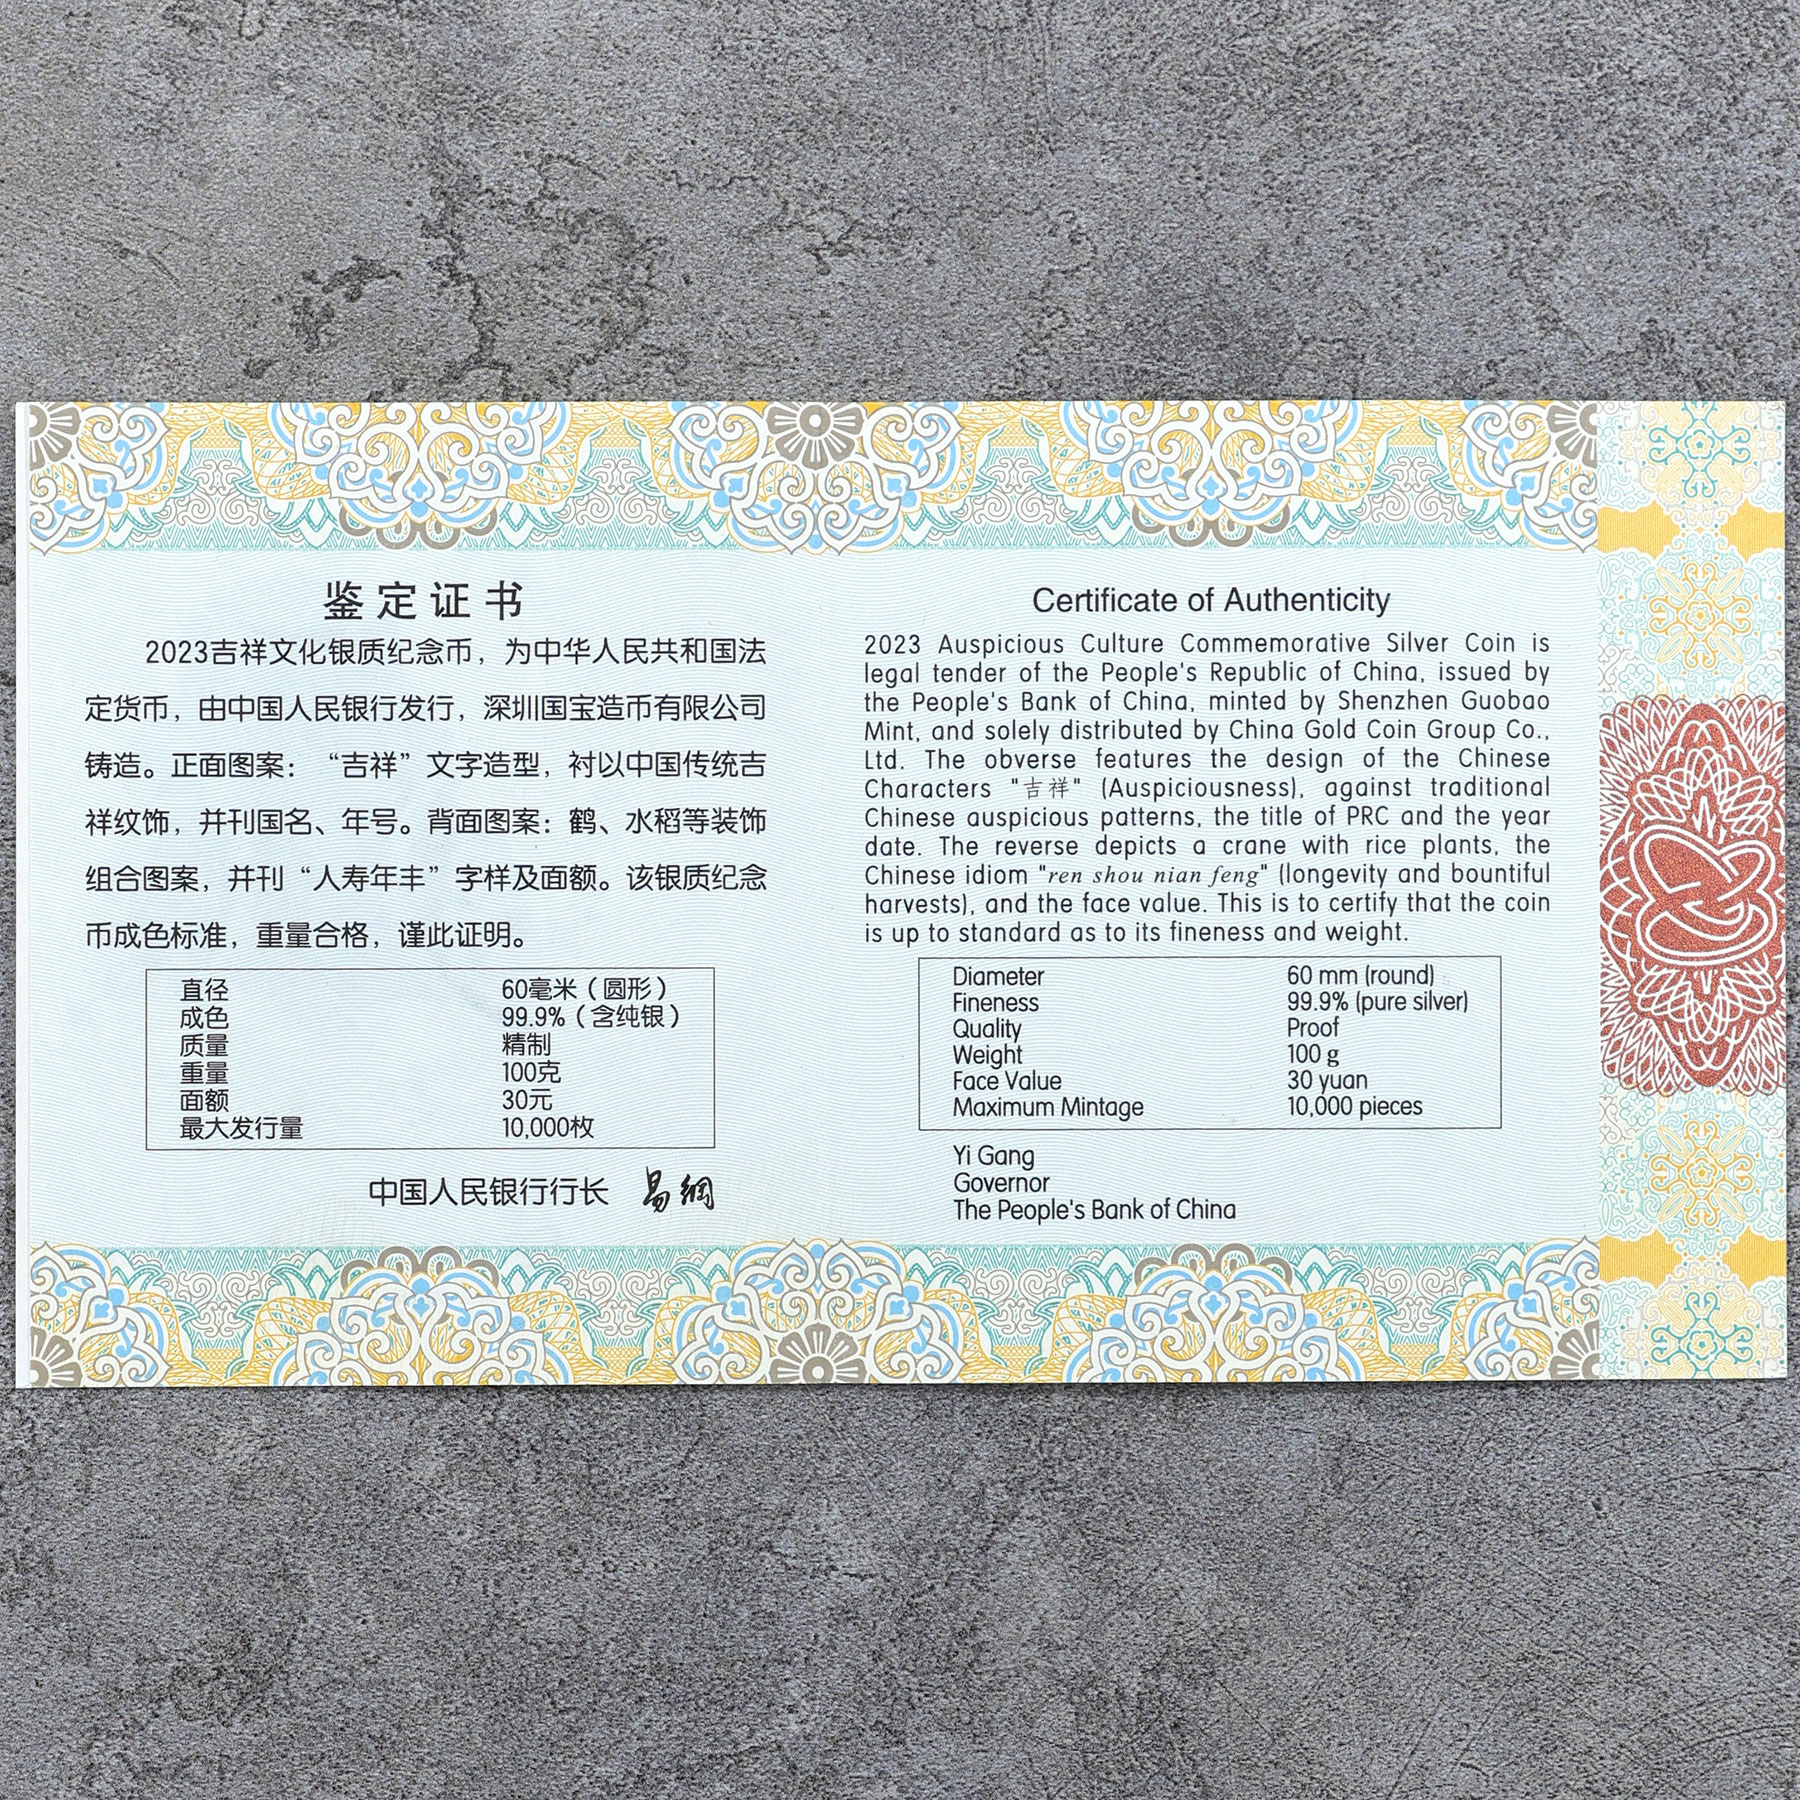 鉴定证书
2023吉祥文化银质纪念币，为中华人民共和国法
定货币，由中国人民银行发行，深圳国宝造币有限公司
铸造。正面图案：“吉祥”文字造型，衬以中国传统吉
祥纹饰，并刊国名、年号。背面图案：鹤、水稻等装饰
组合图案，并刊“人寿年丰”字样及面额。该银质纪念
币成色标准，重量合格，谨此证明。
直径 60毫米（圆形）
成色 99.9%（含纯银）
质量 精制
重量 100克
面额 30元
最大发行量 10,000枚
中国人民银行行长 易綱
Certificate of Authenticity
2023 Auspicious Culture Commemorative Silver Coin is
legal tender of the People's Republic of China, issued by
the People's Bank of China, minted by Shenzhen Guobao
Mint, and solely distributed by China Gold Coin Group Co.,
Ltd. The obverse features the design of the Chinese
Characters "吉祥" (Auspiciousness), against traditional
Chinese auspicious patterns, the title of PRC and the year
date. The reverse depicts a crane with rice plants, the
Chinese idiom "ren shou nian feng" (longevity and bountiful
harvests), and the face value. This is to certify that the coin
is up to standard as to its fineness and weight.
Diameter 60 mm (round)
Fineness 99.9% (pure silver)
Quality Proof
Weight 100 g
Face Value 30 yuan
Maximum Mintage 10,000 pieces
Yi Gang
Governor
The People's Bank of China